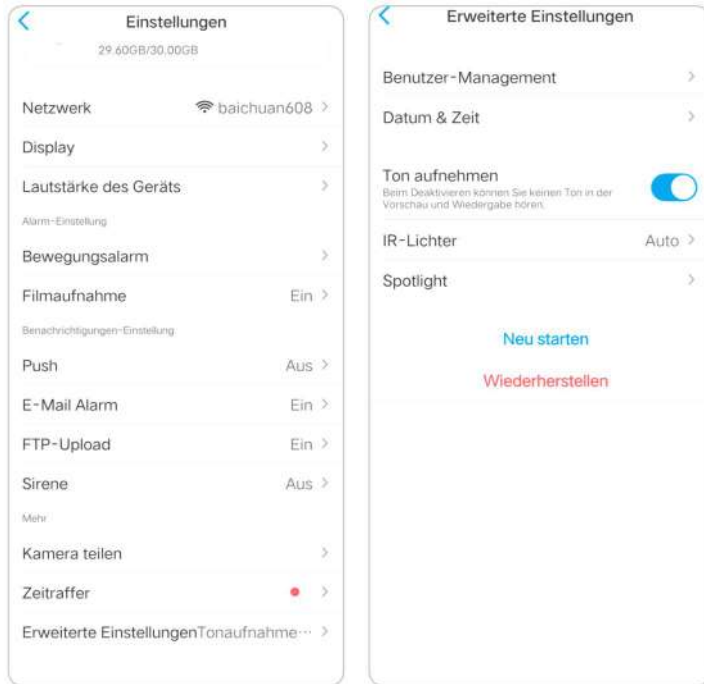 Einstellungen
29.60GB/30.00GB
Netzwerk baichuan608
Display
Lautstärke des Geräts
Alarm-Einstellung
Bewegungsalarm
Filmaufnahme Ein
Benachrichtigungen-Einstellung
Push Aus
E-Mail Alarm Ein
FTP-Upload Ein
Sirene Aus
Mehr
Kamera teilen
Zeitraffer
Erweiterte EinstellungenTonaufnahme···
Erweiterte Einstellungen
Benutzer-Management
Datum & Zeit
Ton aufnehmen
Beim Deaktivieren können Sie keinen Ton in der
Vorschau und Wiedergabe hören.
IR-Lichter Auto
Spotlight
Neu starten
Wiederherstellen